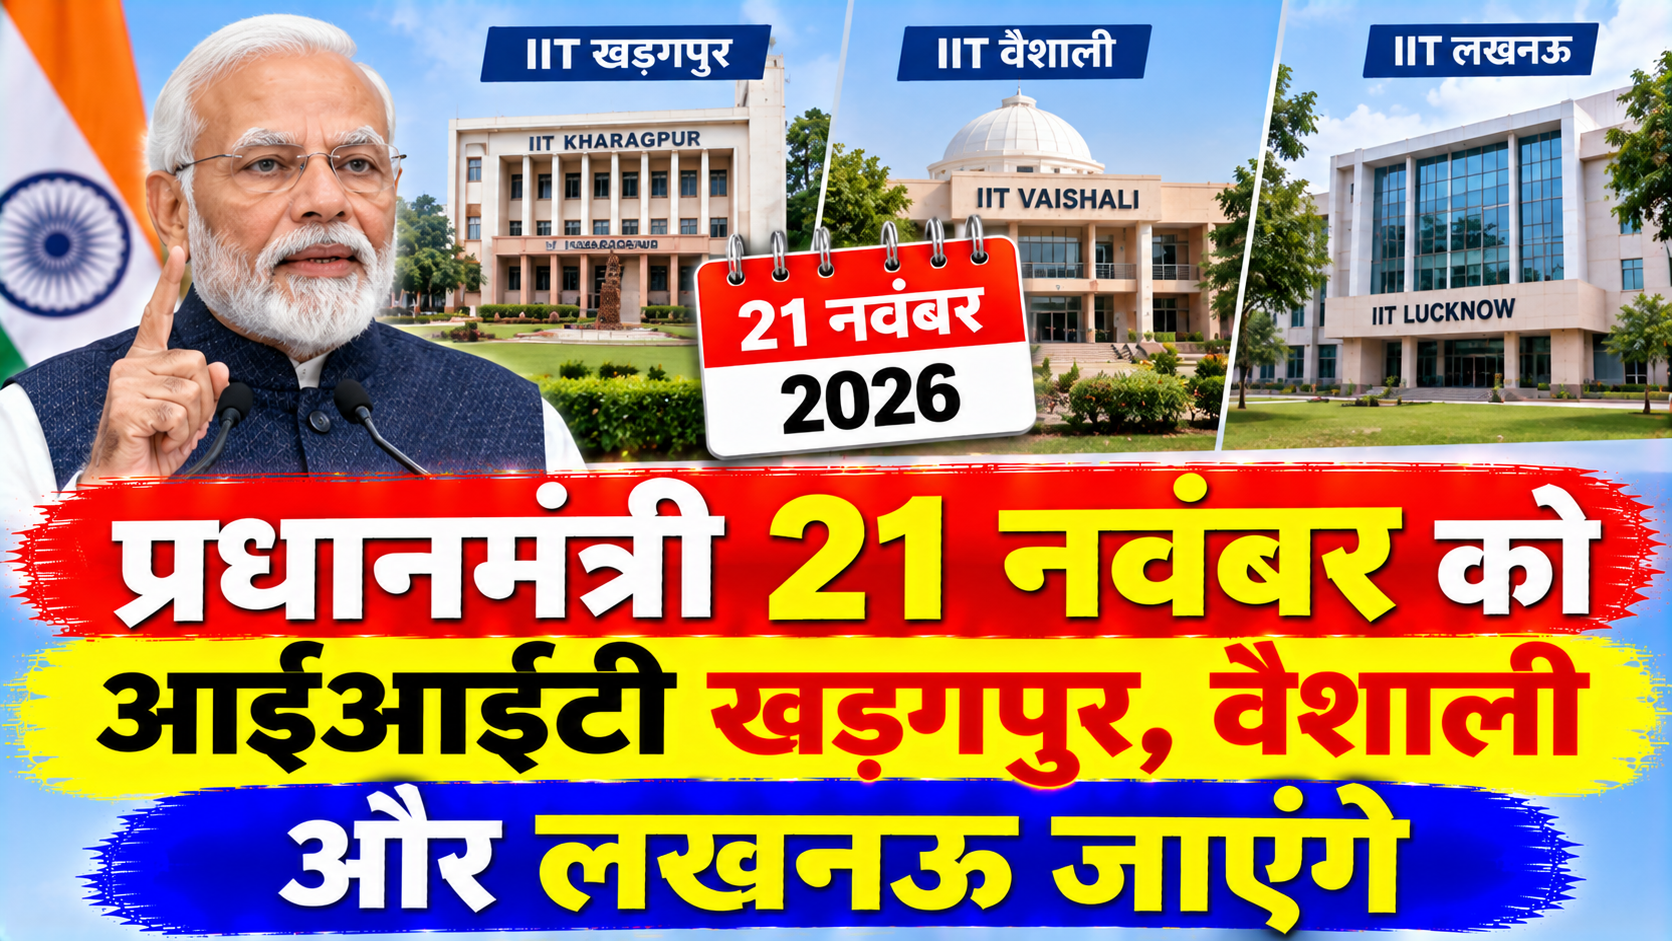 IIT खड़गपुर
IIT वैशाली
IIT लखनऊ
IIT KHARAGPUR
IIT VAISHALI
IIT LUCKNOW
21 नवंबर
2026
प्रधानमंत्री 21 नवंबर को
आईआईटी खड़गपुर, वैशाली
और लखनऊ जाएंगे